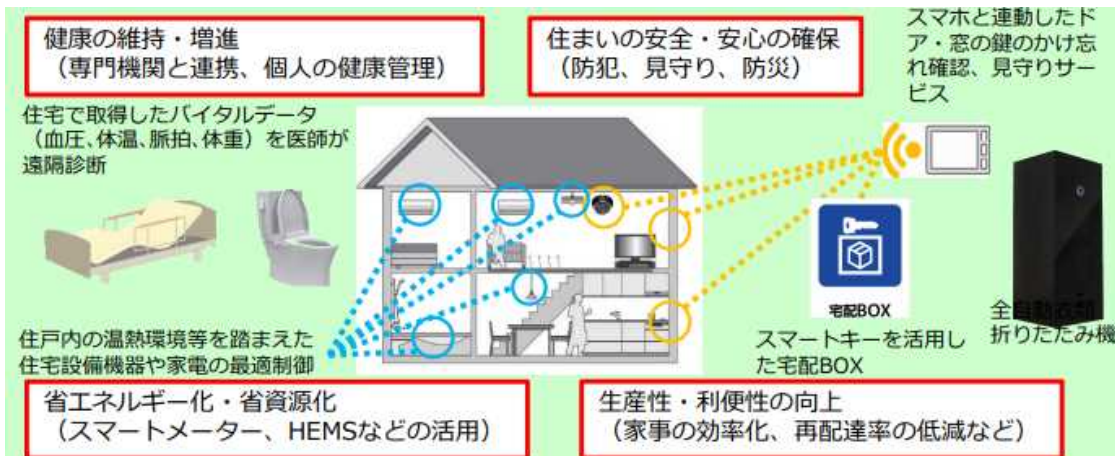 健康の維持・増進
（専門機関と連携、個人の健康管理）
住まいの安全・安心の確保
（防犯、見守り、防災）
スマホと連動したド
ア・窓の鍵のかけ忘
れ確認、見守りサー
ビス
住宅で取得したバイタルデータ
（血圧、体温、脈拍、体重）を医師が
遠隔診断
宅配BOX
全自動衣類
折りたたみ機
スマートキーを活用し
た宅配BOX
住戸内の温熱環境等を踏まえた
住宅設備機器や家電の最適制御
省エネルギー化・省資源化
（スマートメーター、HEMSなどの活用）
生産性・利便性の向上
（家事の効率化、再配達率の低減など）